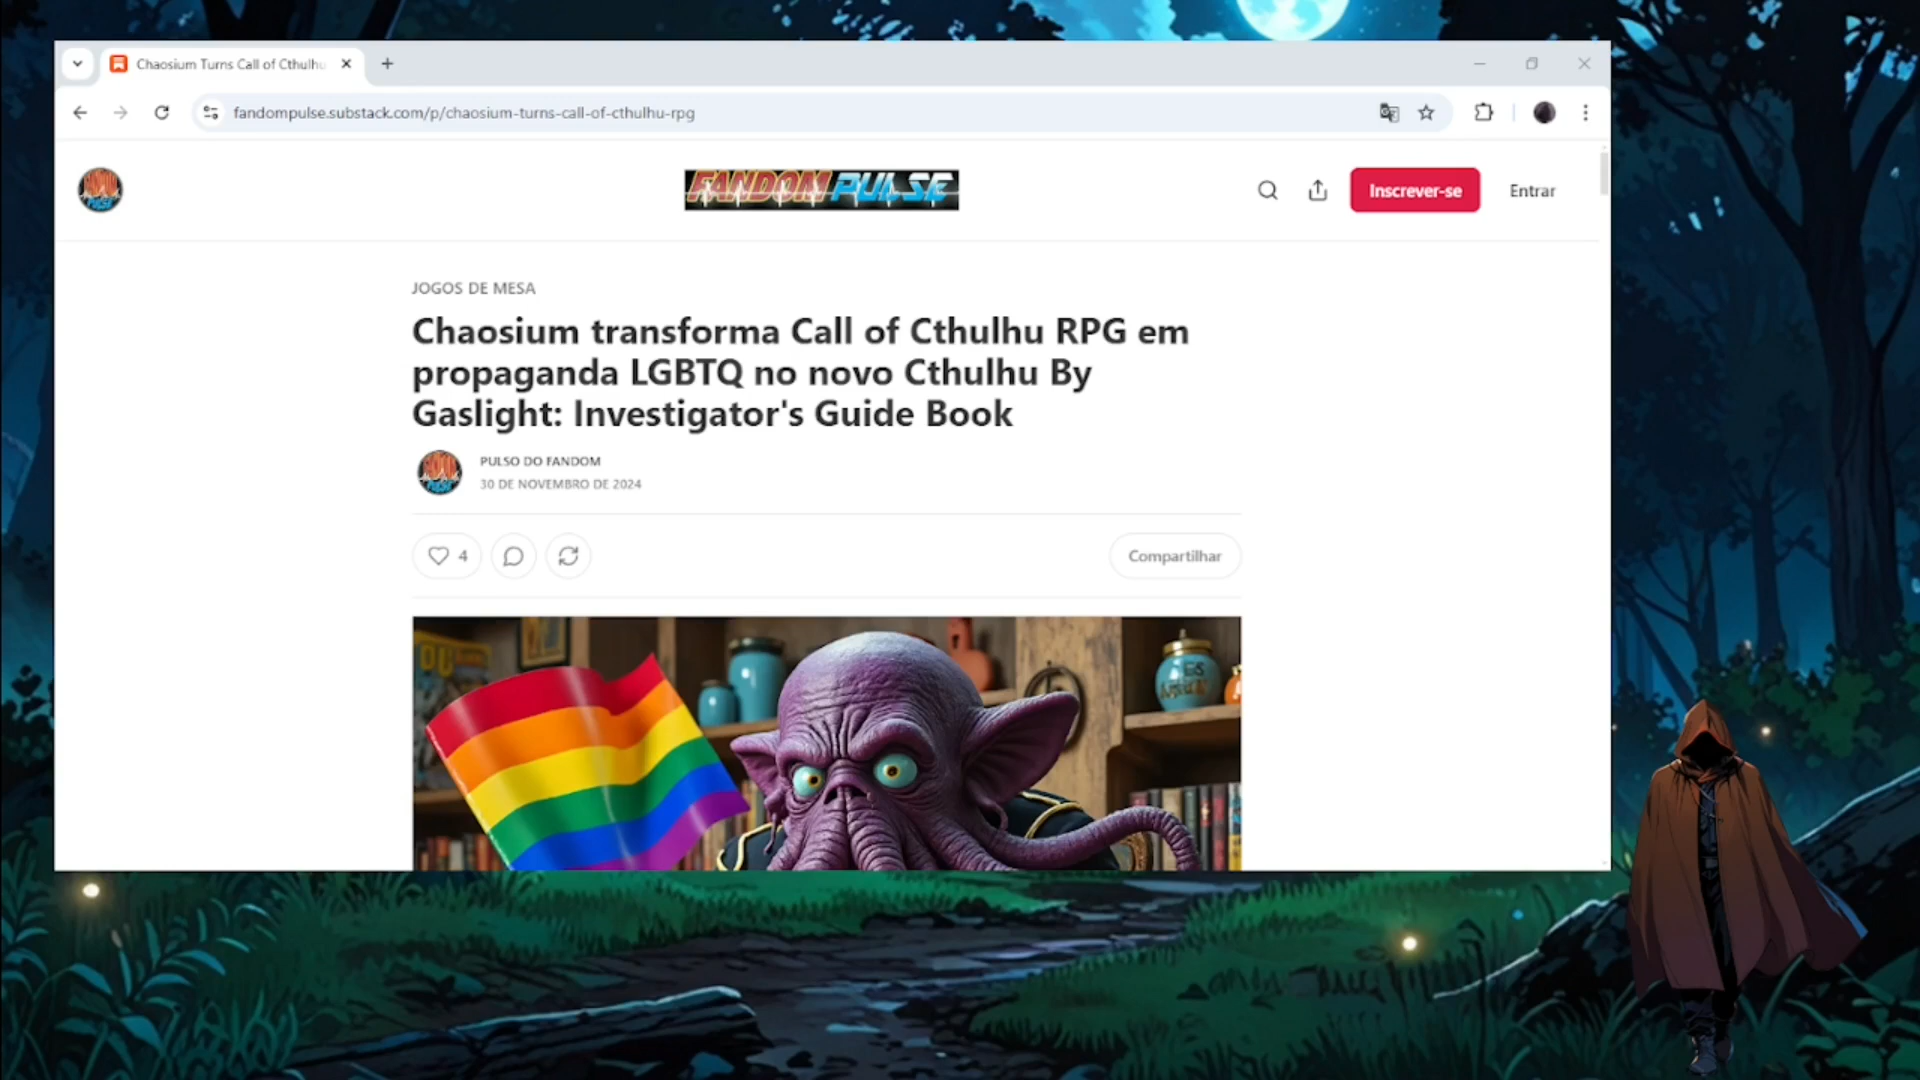 Chaosium Turns Call of Cthulhu
fandompulse.substack.com/p/chaosium-turns-call-of-cthulhu-rpg
FANDOM PULSE
Inscrever-se
Entrar
JOGOS DE MESA
Chaosium transforma Call of Cthulhu RPG em
propaganda LGBTQ no novo Cthulhu By
Gaslight: Investigator's Guide Book
PULSO DO FANDOM
30 DE NOVEMBRO DE 2024
4
Compartilhar